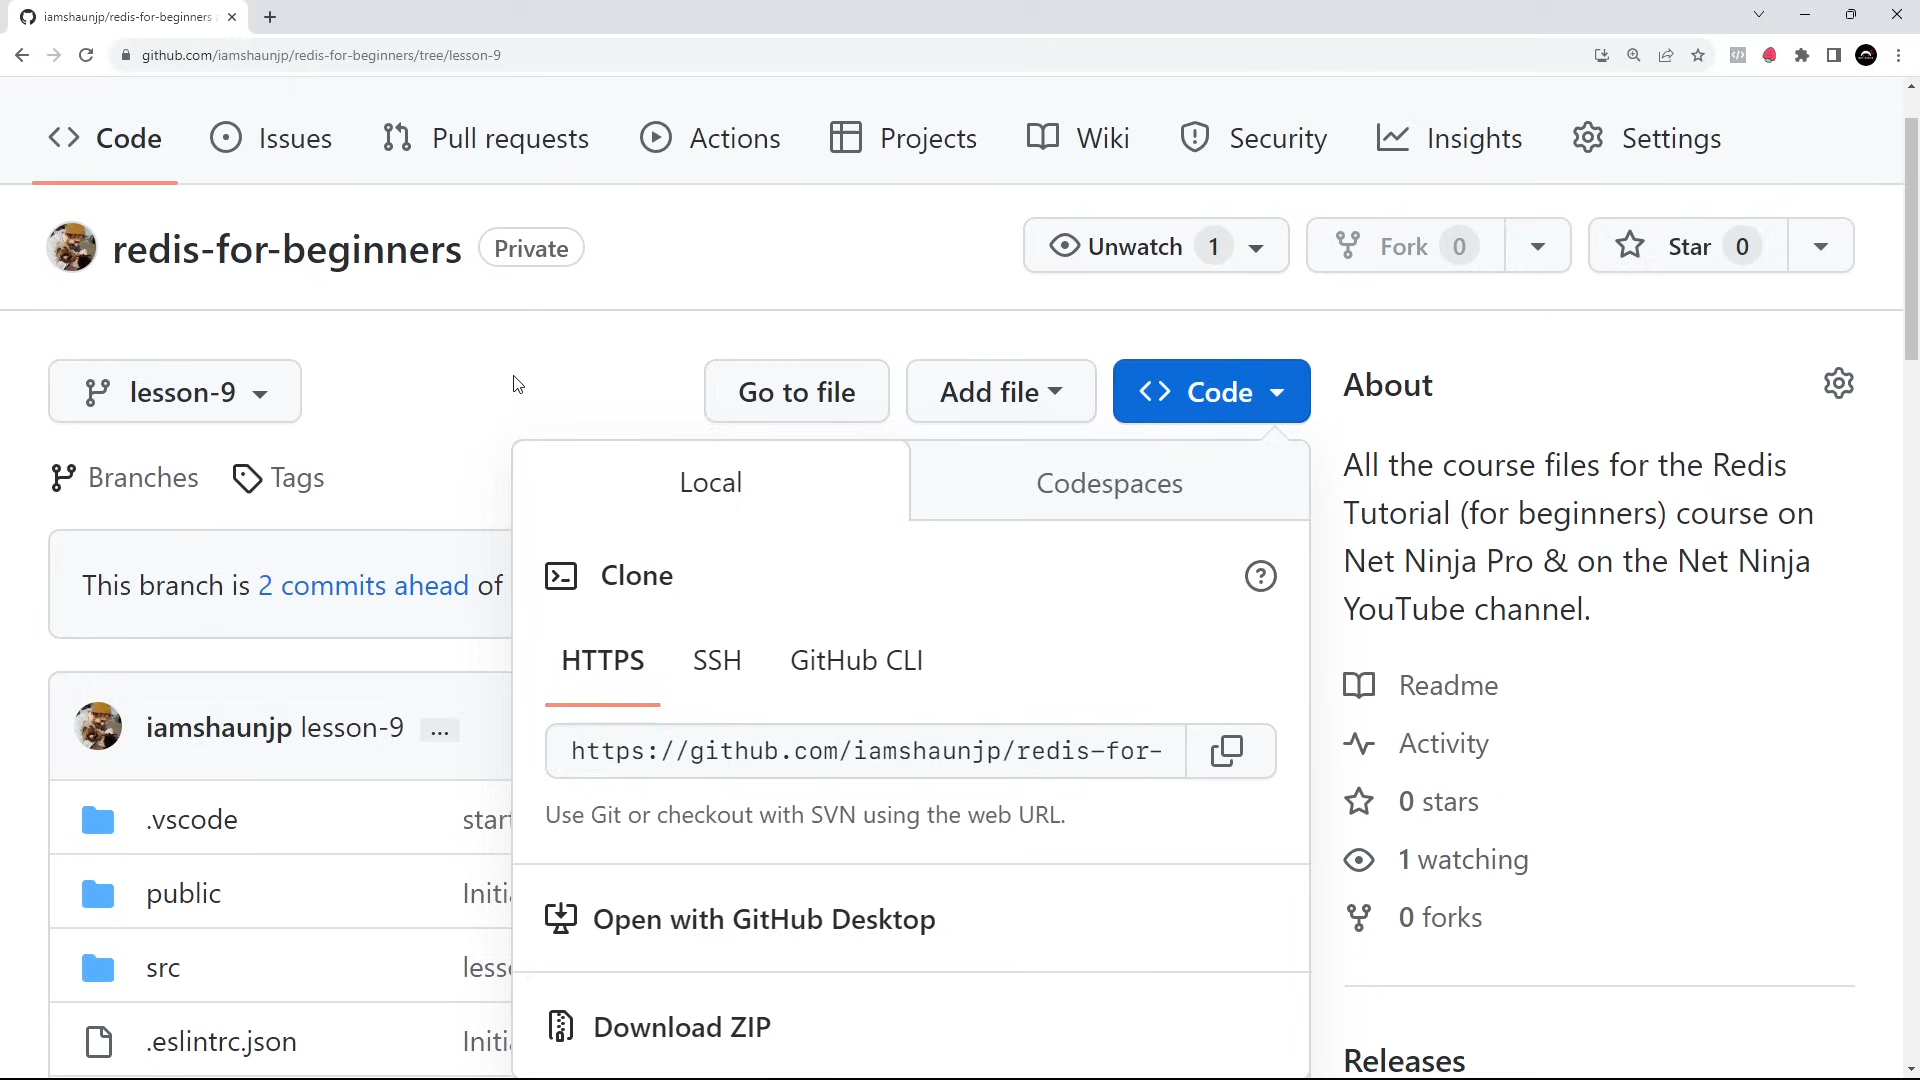 iamshaunjp/redis-for-beginners
github.com/iamshaunjp/redis-for-beginners/tree/lesson-9
Code
Issues
Pull requests
Actions
Projects
Wiki
Security
Insights
Settings
redis-for-beginners
Private
Unwatch 1
Fork 0
Star 0
lesson-9
Go to file
Add file
Code
About
Branches
Tags
Local
Codespaces
All the course files for the Redis
Tutorial (for beginners) course on
Net Ninja Pro & on the Net Ninja
YouTube channel.
This branch is 2 commits ahead of
Clone
HTTPS
SSH
GitHub CLI
Readme
Activity
iamshaunjp lesson-9 ...
https://github.com/iamshaunjp/redis-for-
Use Git or checkout with SVN using the web URL.
0 stars
.vscode
1 watching
public
Open with GitHub Desktop
0 forks
src
.eslintrc.json
Download ZIP
Releases